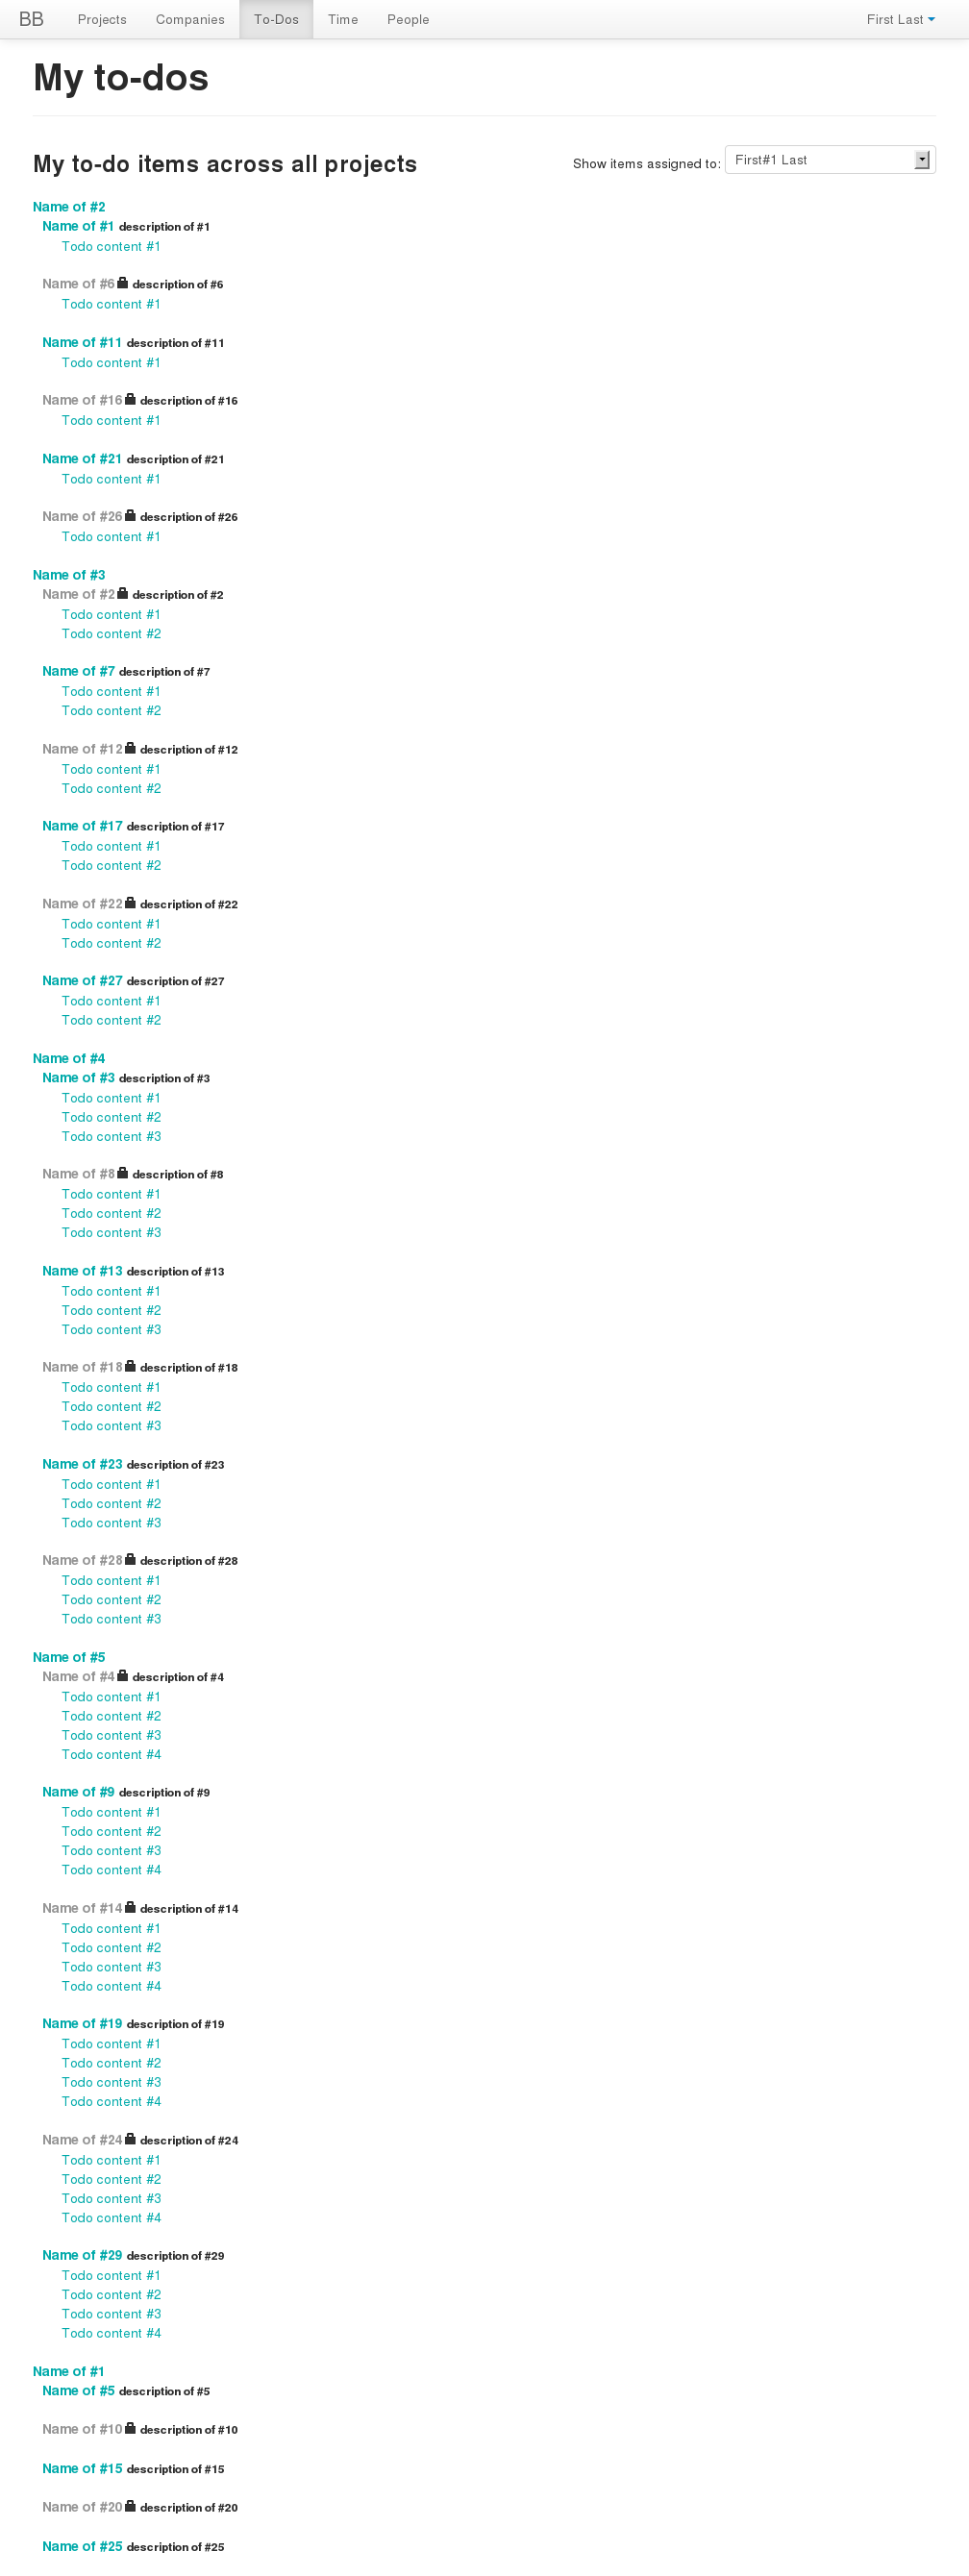 BB Projects Companies To-Dos Time People First Last
My to-dos
My to-do items across all projects Show items assigned to: First#1 Last
Name of #2
Name of #1 description of #1
Todo content #1
Name of #6 description of #6
Todo content #1
Name of #11 description of #11
Todo content #1
Name of #16 description of #16
Todo content #1
Name of #21 description of #21
Todo content #1
Name of #26 description of #26
Todo content #1
Name of #3
Name of #2 description of #2
Todo content #1
Todo content #2
Name of #7 description of #7
Todo content #1
Todo content #2
Name of #12 description of #12
Todo content #1
Todo content #2
Name of #17 description of #17
Todo content #1
Todo content #2
Name of #22 description of #22
Todo content #1
Todo content #2
Name of #27 description of #27
Todo content #1
Todo content #2
Name of #4
Name of #3 description of #3
Todo content #1
Todo content #2
Todo content #3
Name of #8 description of #8
Todo content #1
Todo content #2
Todo content #3
Name of #13 description of #13
Todo content #1
Todo content #2
Todo content #3
Name of #18 description of #18
Todo content #1
Todo content #2
Todo content #3
Name of #23 description of #23
Todo content #1
Todo content #2
Todo content #3
Name of #28 description of #28
Todo content #1
Todo content #2
Todo content #3
Name of #5
Name of #4 description of #4
Todo content #1
Todo content #2
Todo content #3
Todo content #4
Name of #9 description of #9
Todo content #1
Todo content #2
Todo content #3
Todo content #4
Name of #14 description of #14
Todo content #1
Todo content #2
Todo content #3
Todo content #4
Name of #19 description of #19
Todo content #1
Todo content #2
Todo content #3
Todo content #4
Name of #24 description of #24
Todo content #1
Todo content #2
Todo content #3
Todo content #4
Name of #29 description of #29
Todo content #1
Todo content #2
Todo content #3
Todo content #4
Name of #1
Name of #5 description of #5
Name of #10 description of #10
Name of #15 description of #15
Name of #20 description of #20
Name of #25 description of #25